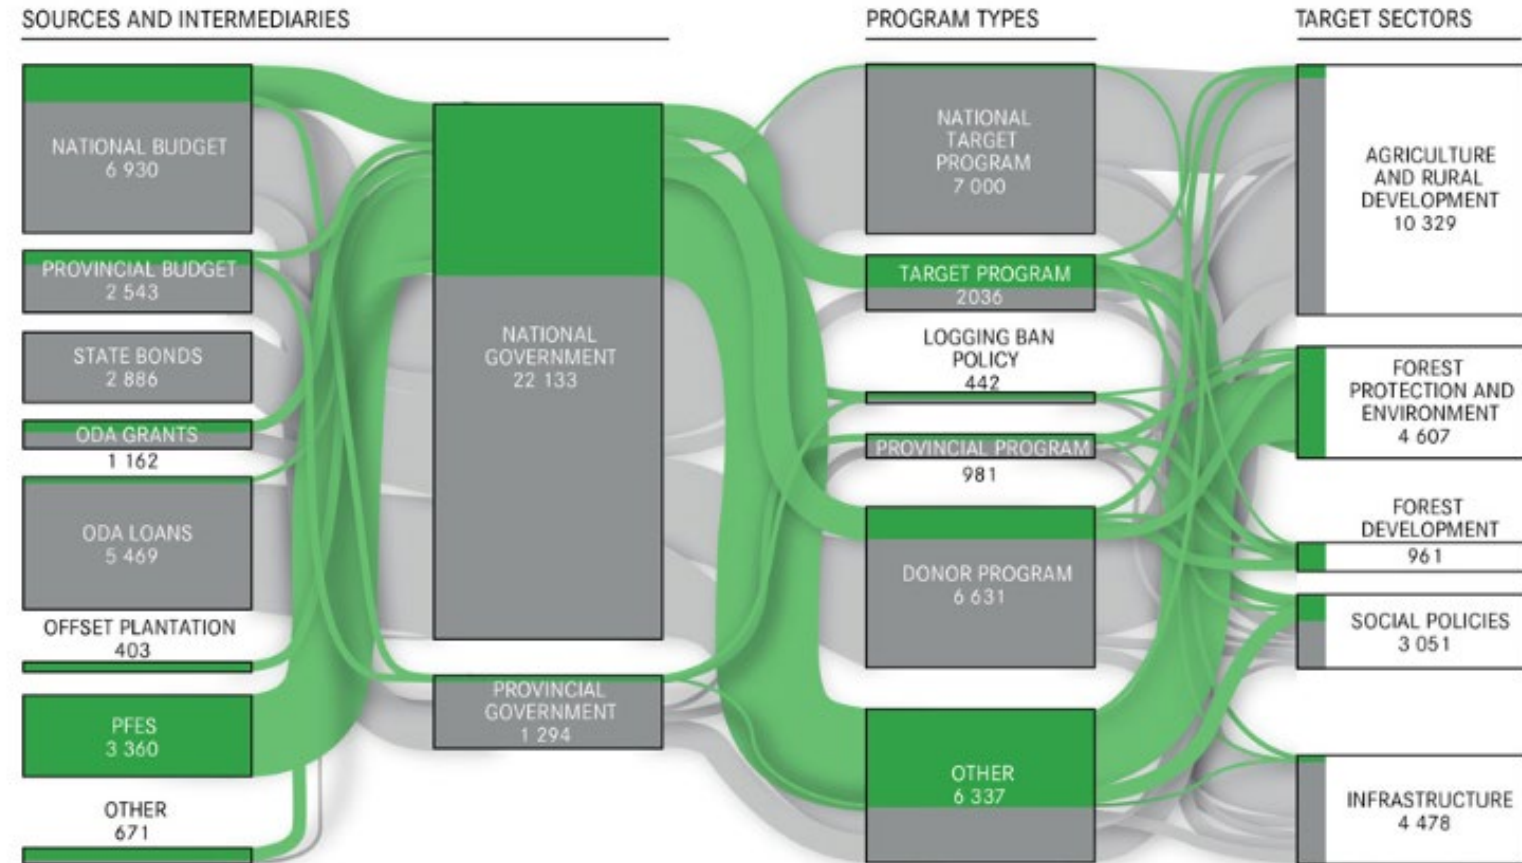 SOURCES AND INTERMEDIARIES
PROGRAM TYPES
TARGET SECTORS
NATIONAL BUDGET
6 930
PROVINCIAL BUDGET
2 543
STATE BONDS
2 886
ODA GRANTS
1 162
ODA LOANS
5 469
OFFSET PLANTATION
403
PFES
3 360
OTHER
671
NATIONAL
GOVERNMENT
22 133
PROVINCIAL
GOVERNMENT
1 294
NATIONAL
TARGET
PROGRAM
7 000
TARGET PROGRAM
2036
LOGGING BAN
POLICY
442
PROVINCIAL PROGRAM
981
DONOR PROGRAM
6 631
OTHER
6 337
AGRICULTURE
AND RURAL
DEVELOPMENT
10 329
FOREST
PROTECTION AND
ENVIRONMENT
4 607
FOREST
DEVELOPMENT
961
SOCIAL POLICIES
3 051
INFRASTRUCTURE
4 478